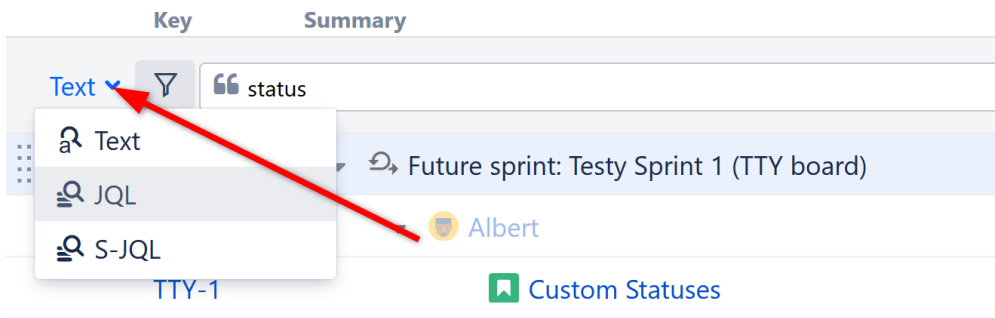 Key Summary
Text status
Text
JQL
S-JQL
Future sprint: Testy Sprint 1 (TTY board)
Albert
TTY-1 Custom Statuses